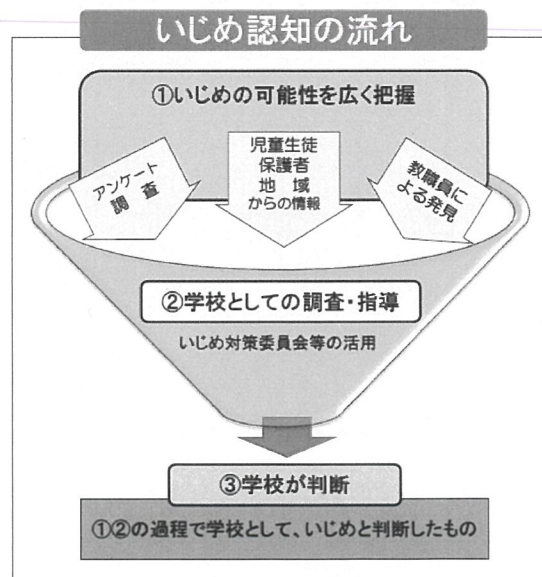 いじめ認知の流れ
①いじめの可能性を広く把握
アンケート
調　査
児童生徒
保護者
地　域
からの情報
教職員に
よる発見
②学校としての調査・指導
いじめ対策委員会等の活用
③学校が判断
①②の過程で学校として、いじめと判断したもの